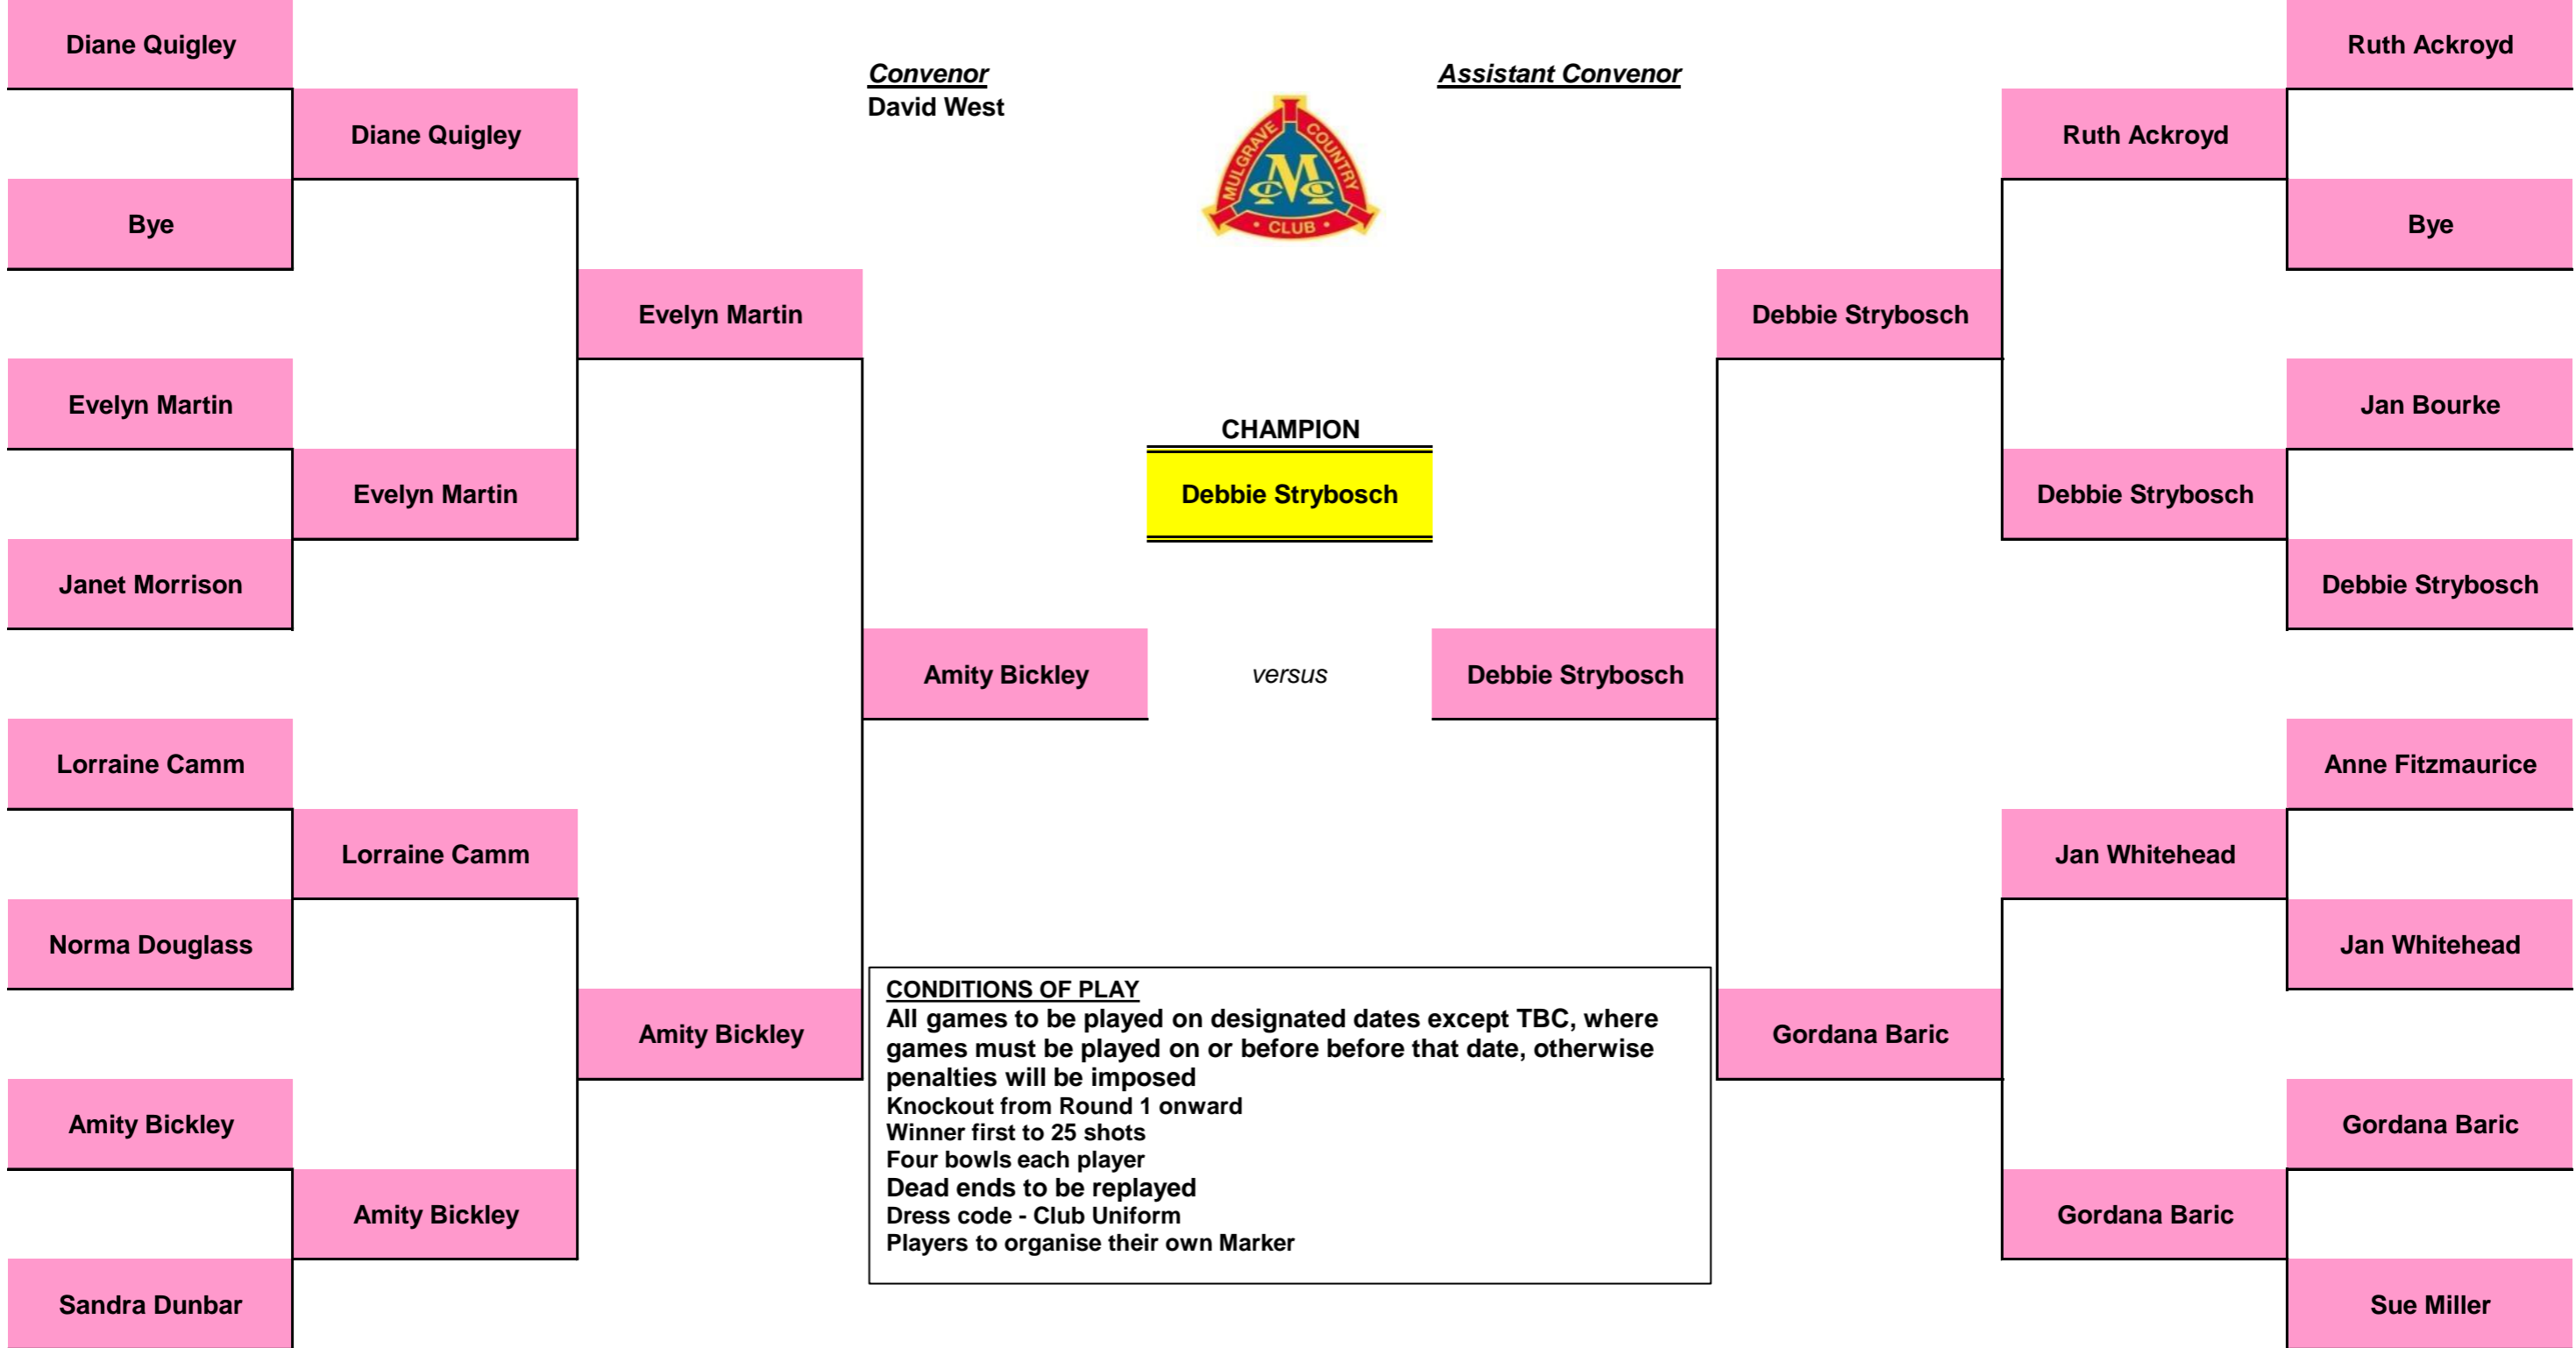 Diane Quigley
Ruth Ackroyd
Convenor
Assistant Convenor
David West
Diane Quigley
MULGRAVE COUNTRY
MCC
• CLUB •
Ruth Ackroyd
Bye
Bye
Evelyn Martin
Debbie Strybosch
Evelyn Martin
Jan Bourke
CHAMPION
Evelyn Martin
Debbie Strybosch
Debbie Strybosch
Janet Morrison
Debbie Strybosch
Amity Bickley
versus
Debbie Strybosch
Lorraine Camm
Anne Fitzmaurice
Lorraine Camm
Jan Whitehead
Norma Douglass
Jan Whitehead
Amity Bickley
Gordana Baric
CONDITIONS OF PLAY
All games to be played on designated dates except TBC, where
games must be played on or before before that date, otherwise
penalties will be imposed
Knockout from Round 1 onward
Winner first to 25 shots
Four bowls each player
Dead ends to be replayed
Dress code - Club Uniform
Players to organise their own Marker
Amity Bickley
Gordana Baric
Amity Bickley
Gordana Baric
Sandra Dunbar
Sue Miller